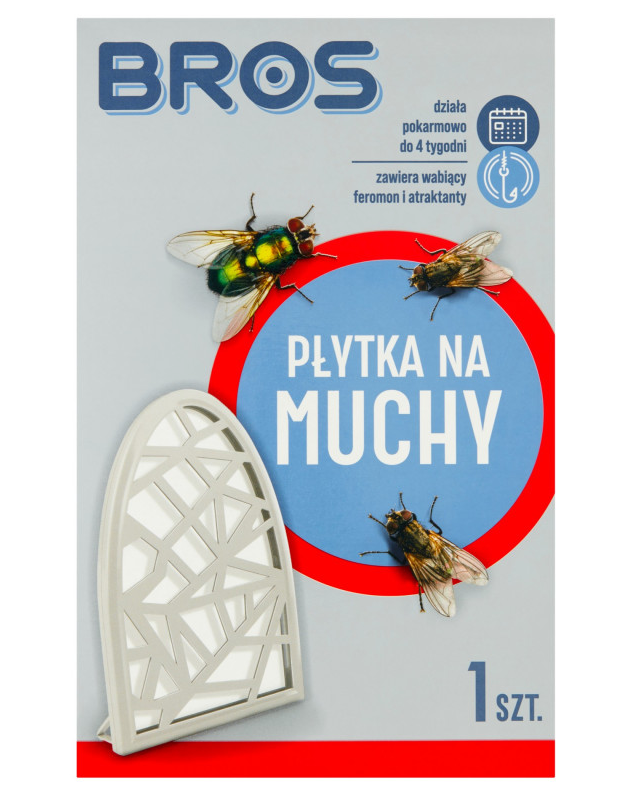 BROS
działa
pokarmowo
do 4 tygodni
zawiera wabiący
feromon i atraktanty
PŁYTKA NA
MUCHY
1 SZT.